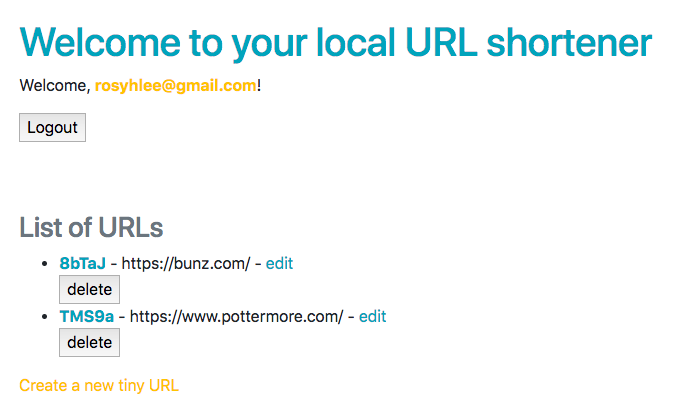 Welcome to your local URL shortener
Welcome, rosyhlee@gmail.com!
Logout
List of URLs
8bTaJ - https://bunz.com/ - edit
delete
TMS9a - https://www.pottermore.com/ - edit
delete
Create a new tiny URL